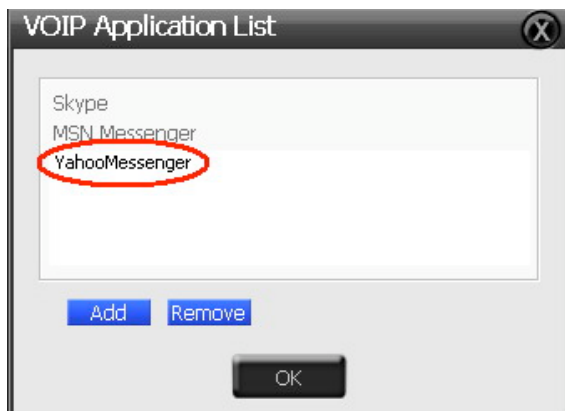 VOIP Application List
X
Skype
MSN Messenger
YahooMessenger
Add Remove
OK